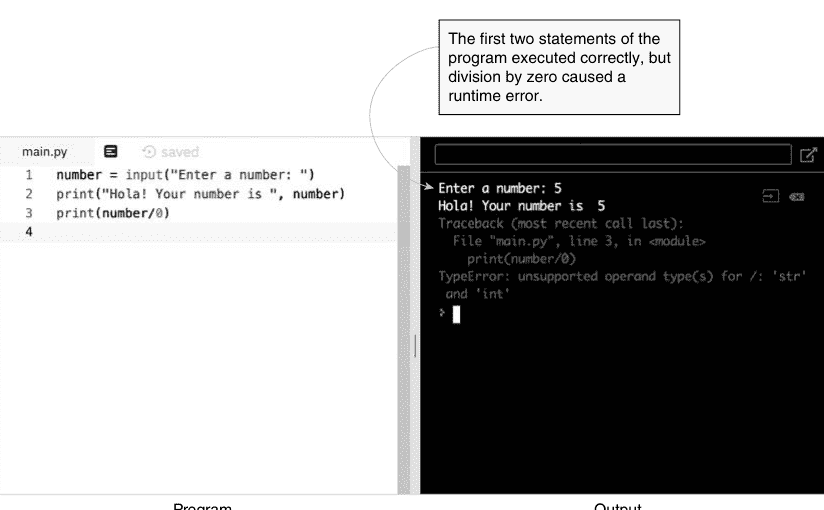 The first two statements of the
program executed correctly, but
division by zero caused a
runtime error.
main.py
saved
1 number = input("Enter a number: ")
2 print("Hola! Your number is ", number)
3 print(number/0)
4
Enter a number: 5
Hola! Your number is  5
Traceback (most recent call last):
  File "main.py", line 3, in <module>
    print(number/0)
TypeError: unsupported operand type(s) for /: 'str'
 and 'int'
>
Program
Output